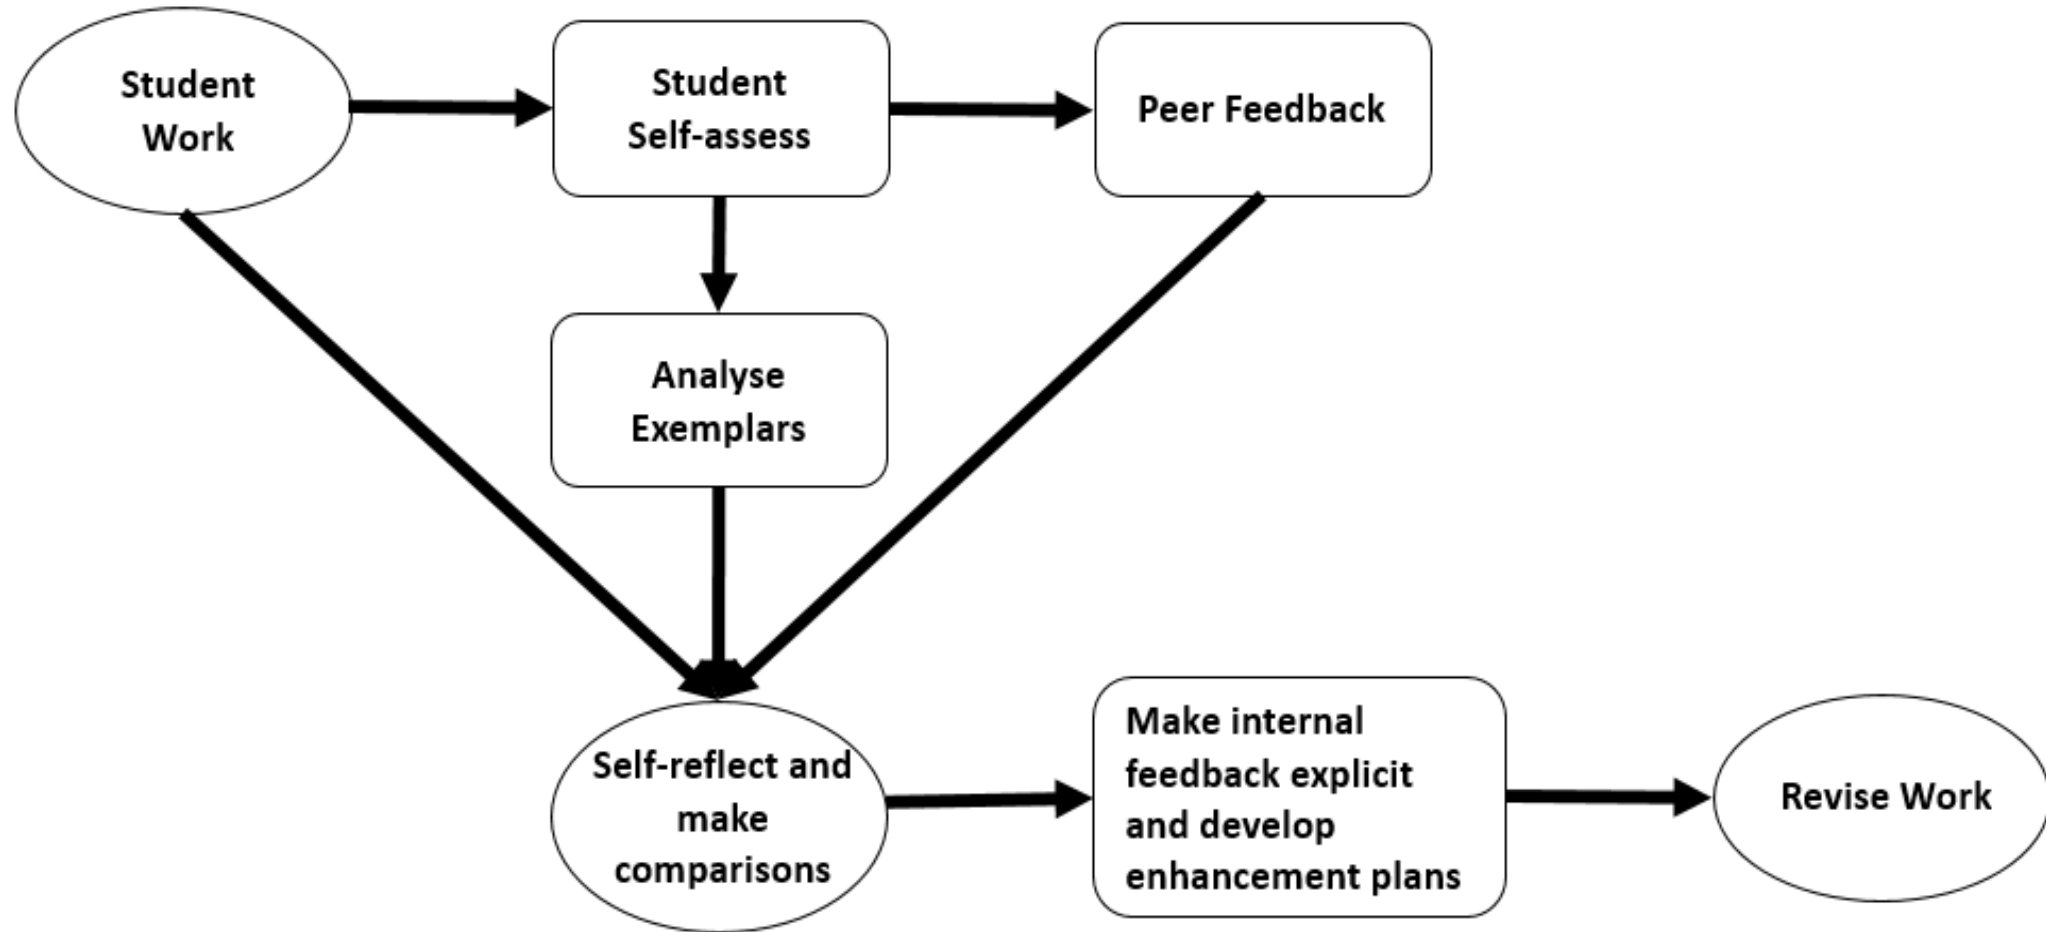 Student
Work
Student
Self-assess
Peer Feedback
Analyse
Exemplars
Self-reflect and
make
comparisons
Make internal
feedback explicit
and develop
enhancement plans
Revise Work